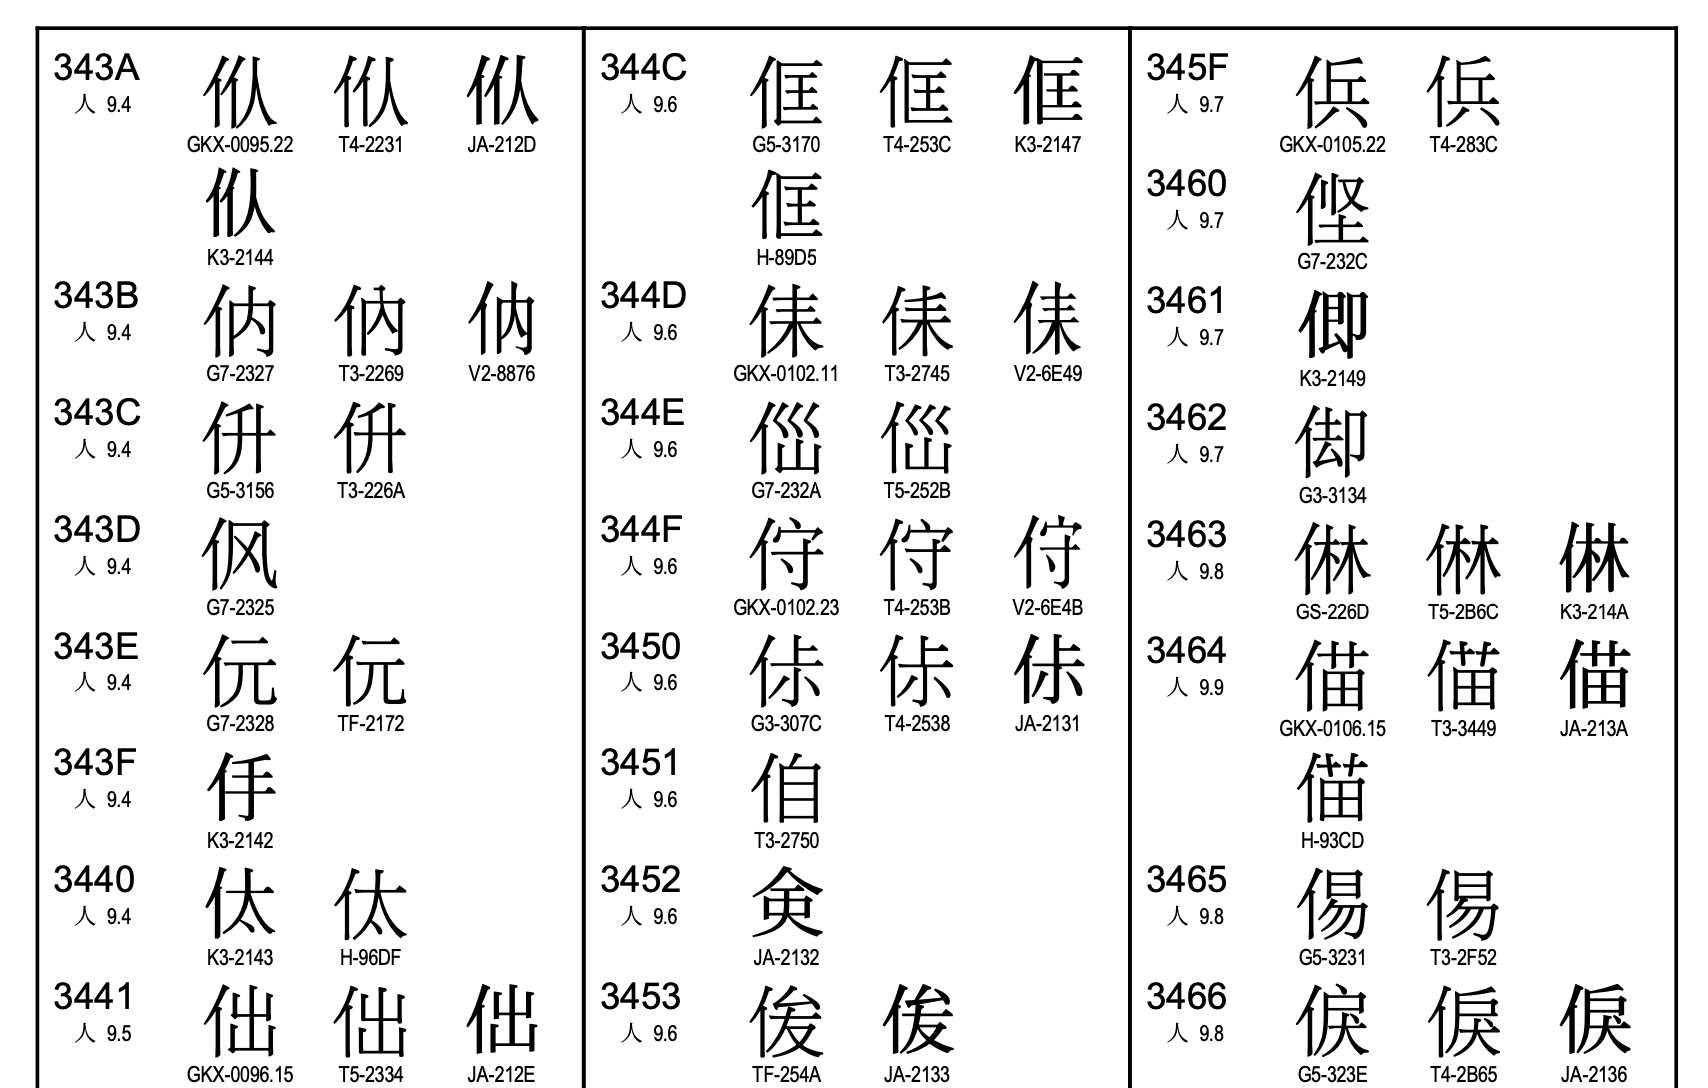 343A 㐺 㐺 㐺
人 9.4
GKX-0095.22 T4-2231 JA-212D
㐺
K3-2144
343B 㐻 㐻 㐻
人 9.4
G7-2327 T3-2269 V2-8876
343C 㐼 㐼
人 9.4
G5-3156 T3-226A
343D 㐽
人 9.4
G7-2325
343E 㐾 㐾
人 9.4
G7-2328 TF-2172
343F 㐿
人 9.4
K3-2142
3440 㑀 㑀
人 9.4
K3-2143 H-96DF
3441 㑁 㑁 㑁
人 9.5
GKX-0096.15 T5-2334 JA-212E
344C 㑌 㑌 㑌
人 9.6
G5-3170 T4-253C K3-2147
㑌
H-89D5
344D 㑍 㑍 㑍
人 9.6
GKX-0102.11 T3-2745 V2-6E49
344E 㑎 㑎
人 9.6
G7-232A T5-252B
344F 㑏 㑏 㑏
人 9.6
GKX-0102.23 T4-253B V2-6E4B
3450 㑐 㑐 㑐
人 9.6
G3-307C T4-2538 JA-2131
3451 㑑
人 9.6
T3-2750
3452 㑒
人 9.6
JA-2132
3453 㑓 㑓
人 9.6
TF-254A JA-2133
345F 㑟 㑟
人 9.7
GKX-0105.22 T4-283C
3460 㑠
人 9.7
G7-232C
3461 㑡
人 9.7
K3-2149
3462 㑢
人 9.7
G3-3134
3463 㑣 㑣 㑣
人 9.8
GS-226D T5-2B6C K3-214A
3464 㑤 㑤 㑤
人 9.9
GKX-0106.15 T3-3449 JA-213A
㑤
H-93CD
3465 㑥 㑥
人 9.8
G5-3231 T3-2F52
3466 㑦 㑦 㑦
人 9.8
G5-323E T4-2B65 JA-2136